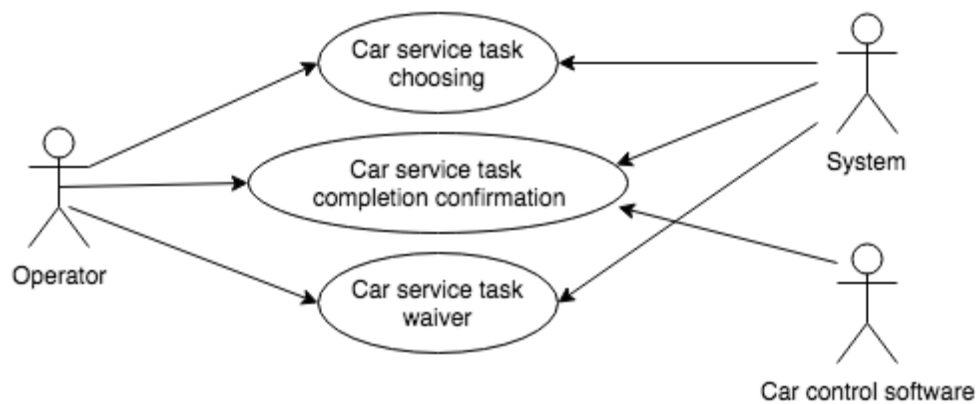 Car service task
choosing
System
Car service task
completion confirmation
Operator
Car service task
waiver
Car control software